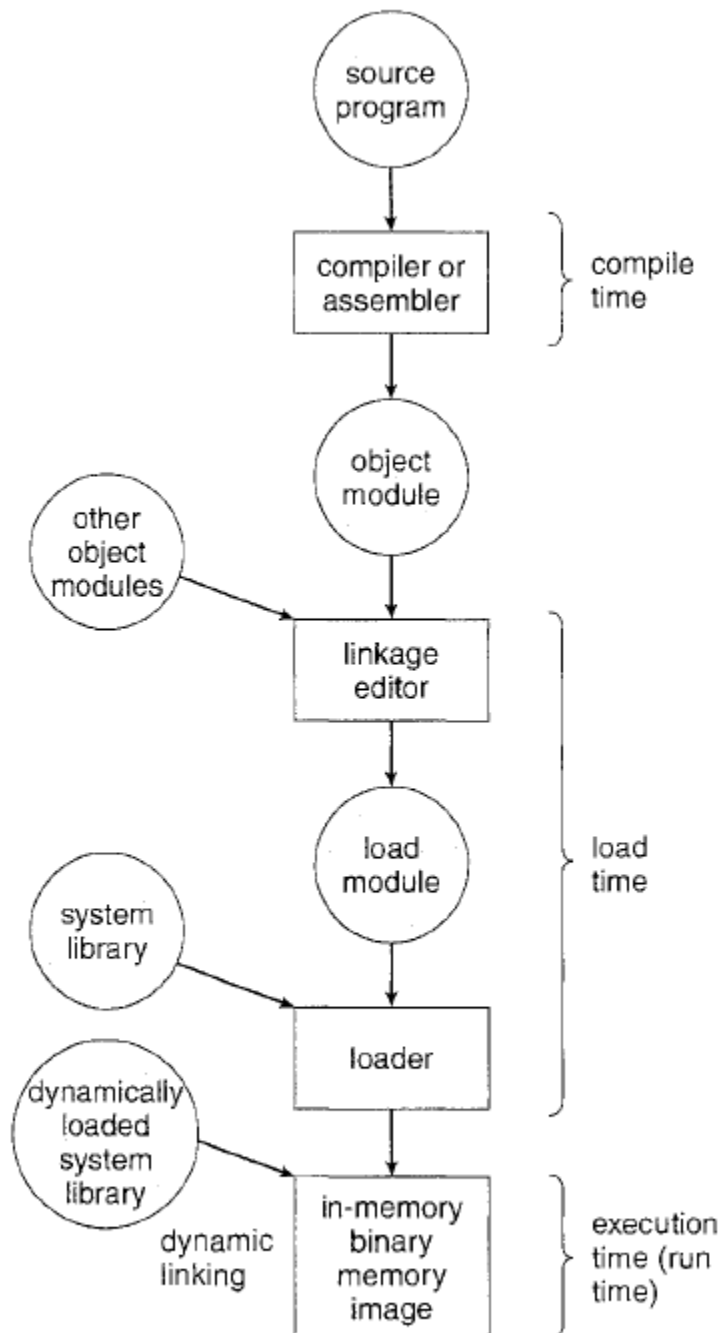 source
program
compiler or
assembler
compile
time
object
module
other
object
modules
linkage
editor
load
module
load
time
system
library
loader
dynamically
loaded
system
library
dynamic
linking
in-memory
binary
memory
image
execution
time (run
time)